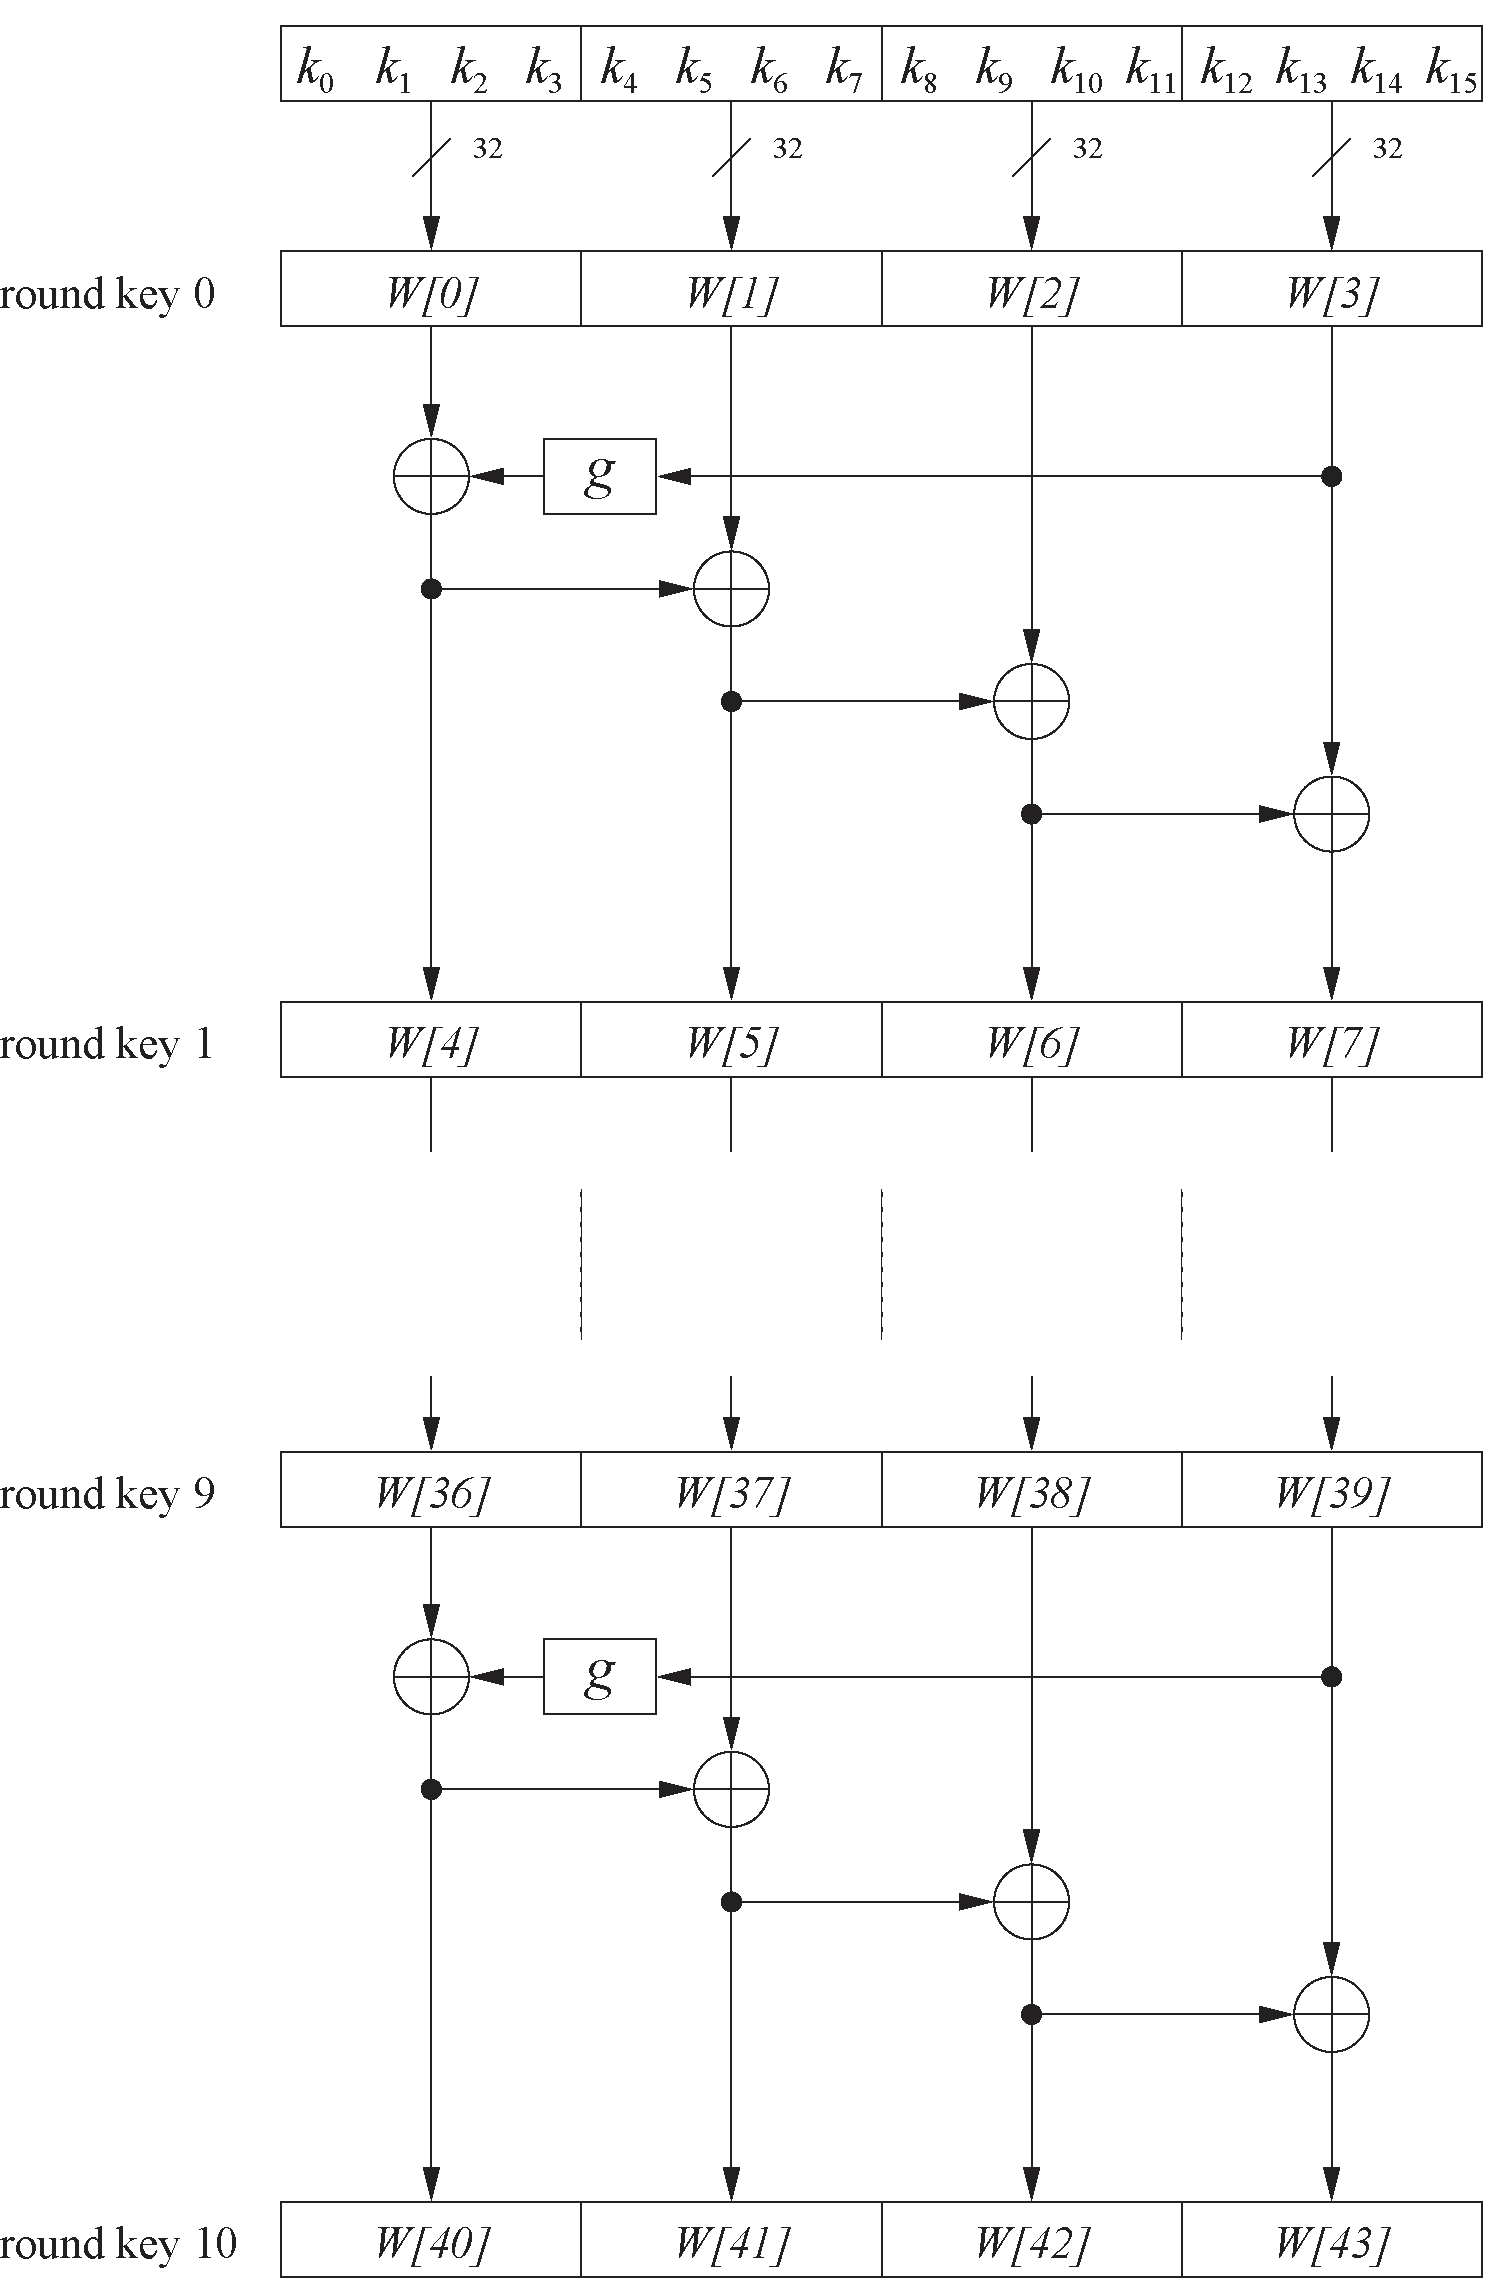 k0 k1 k2 k3 k4 k5 k6 k7 k8 k9 k10 k11 k12 k13 k14 k15
32 32 32 32
round key 0 W[0] W[1] W[2] W[3]
g
round key 1 W[4] W[5] W[6] W[7]
round key 9 W[36] W[37] W[38] W[39]
g
round key 10 W[40] W[41] W[42] W[43]